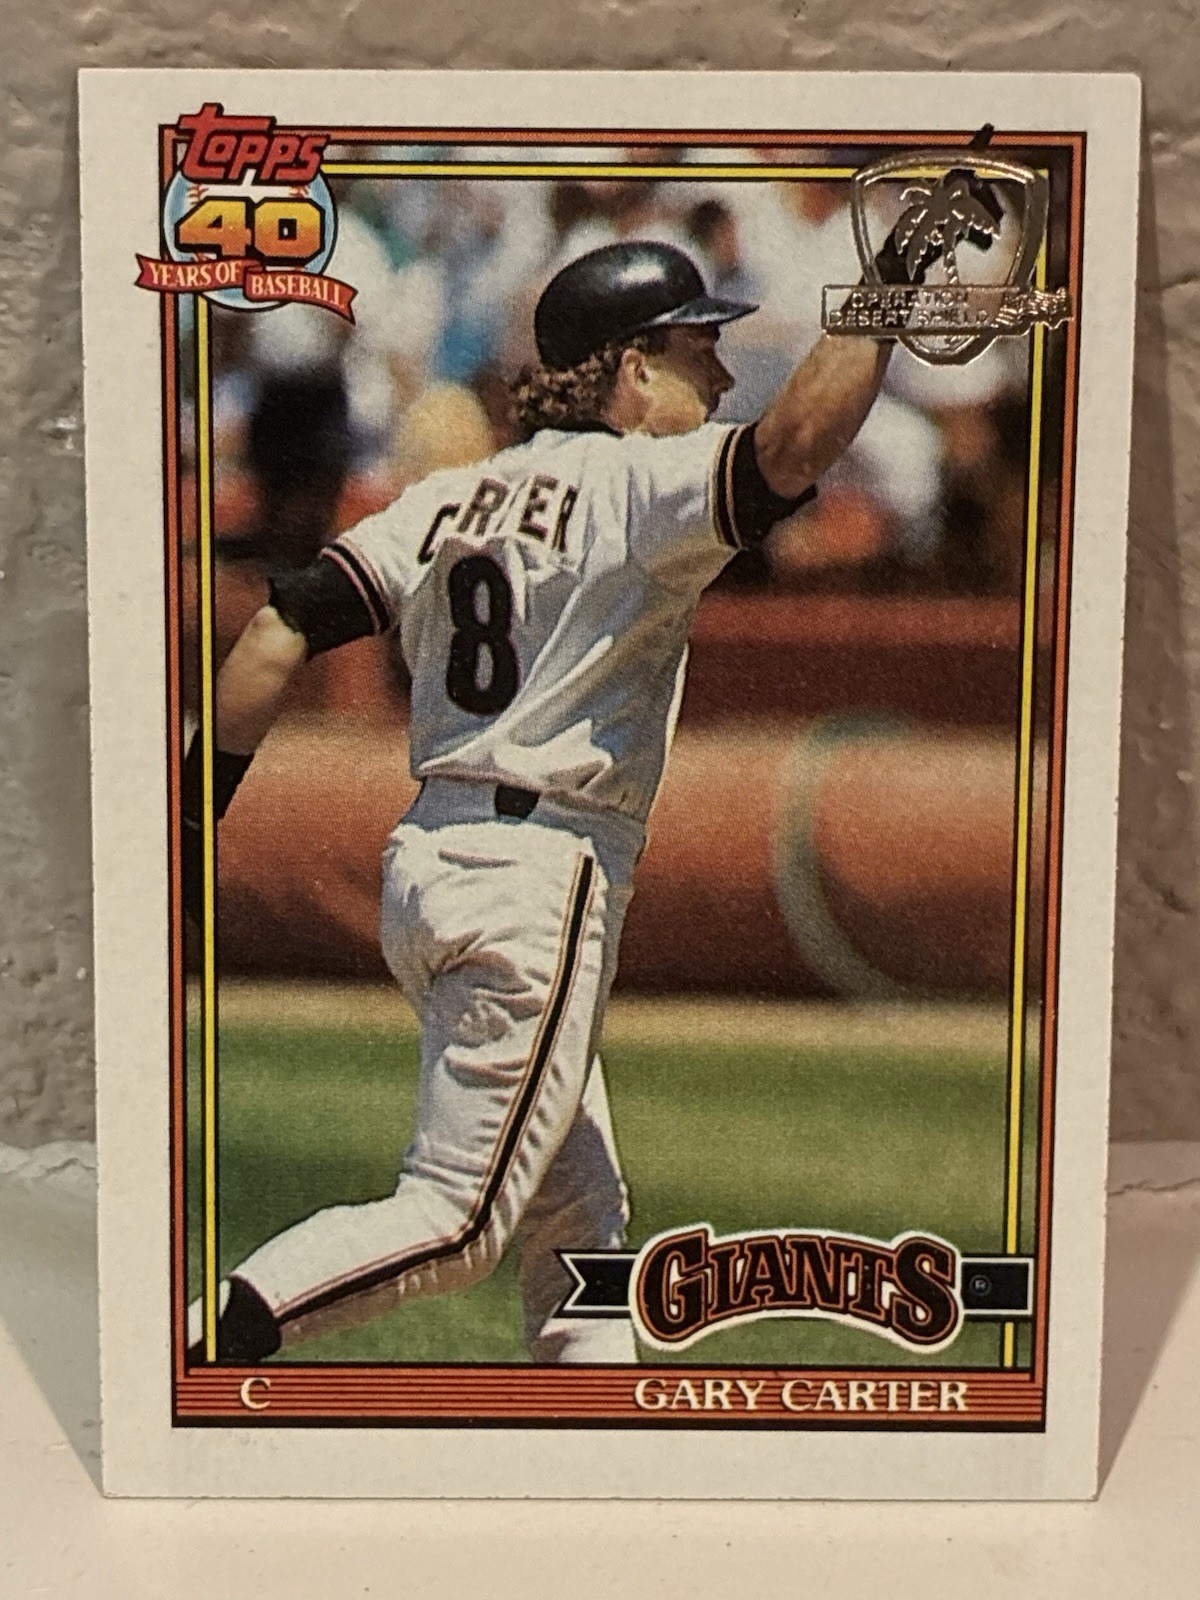 topps
40
YEARS OF BASEBALL
OPERATION
DESERT SHIELD
CARTER
8
GIANTS ®
C GARY CARTER